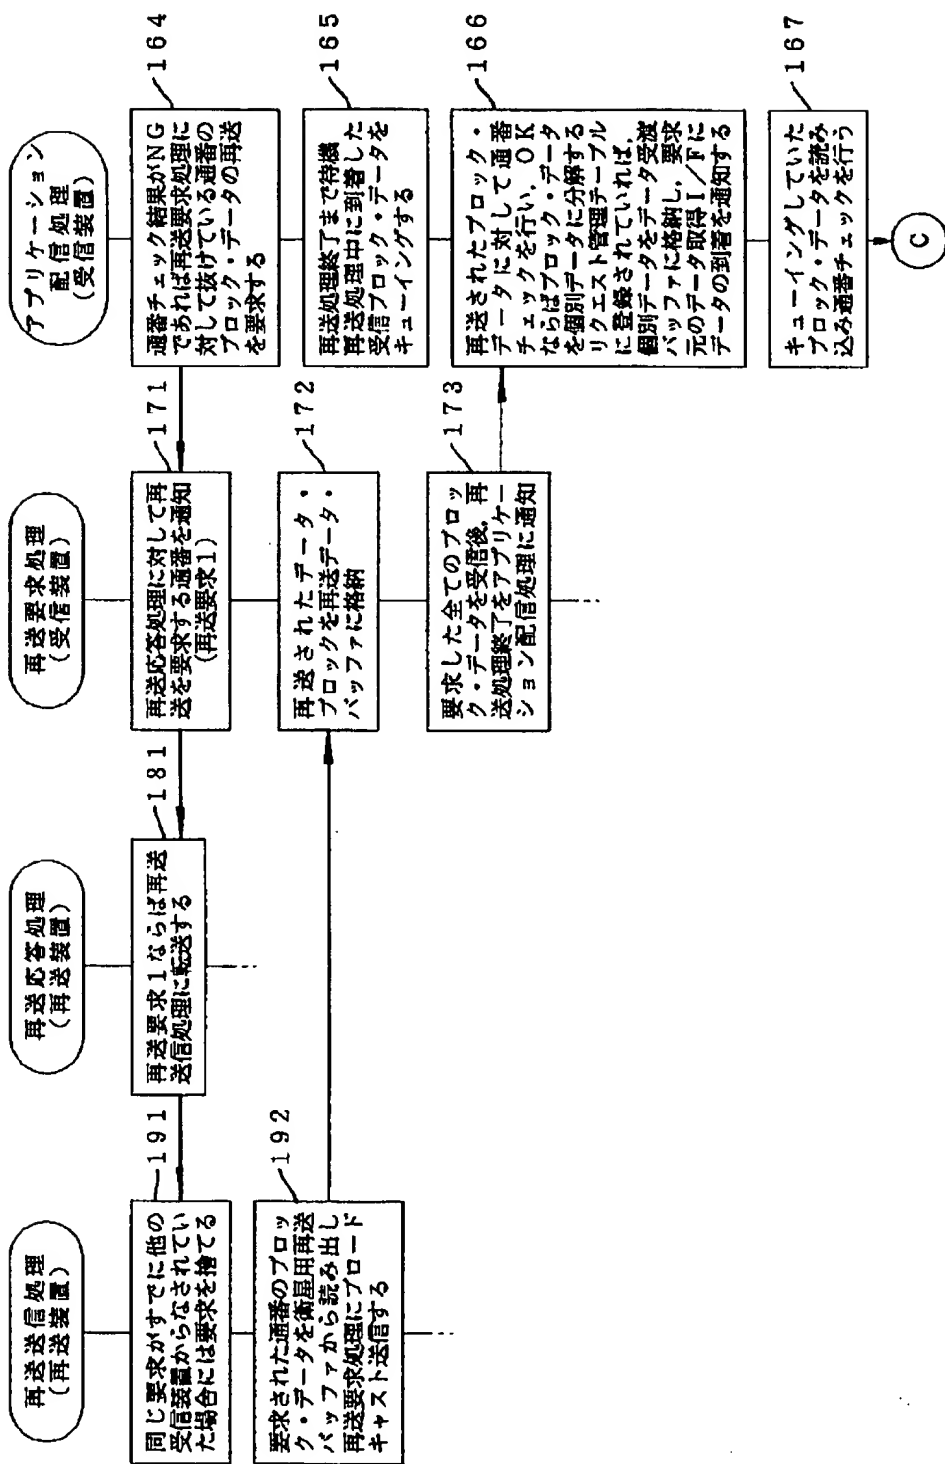 再送送信処理
(再送装置)
191
同じ要求がすでに他の
受信装置からなされてい
た場合には要求を捨てる
192
要求された通番のブロッ
ク・データを衛星用再送
バッファから読み出し
再送要求処理にブロード
キャスト送信する
再送応答処理
(再送装置)
181
再送要求1ならば再送
送信処理に転送する
再送要求処理
(受信装置)
171
再送応答処理に対して再
送を要求する通番を通知
(再送要求1)
172
再送されたデータ・
ブロックを再送データ・
バッファに格納
173
要求した全てのブロッ
ク・データを受信後、再
送処理終了をアプリケー
ション配信処理に通知
アプリケーション
配信処理
(受信装置)
164
通番チェック結果がNG
であれば再送要求処理に
対して抜けている通番の
ブロック・データの再送
を要求する
165
再送処理終了まで待機
再送処理中に到着した
受信ブロック・データを
キューイングする
166
再送されたブロック・
データに対して通番
チェックを行い、OK
ならばブロック・データ
を個別データに分解する
リクエスト管理テーブル
に登録されていれば、
個別データをデータ受渡
バッファに格納し、要求
元のデータ取得I/Fに
データの到着を通知する
167
キューイングしていた
ブロック・データを読み
込み通番チェックを行う
C